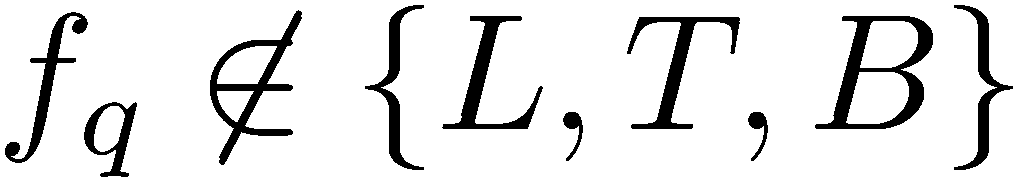 f_q ∉ {L, T, B}